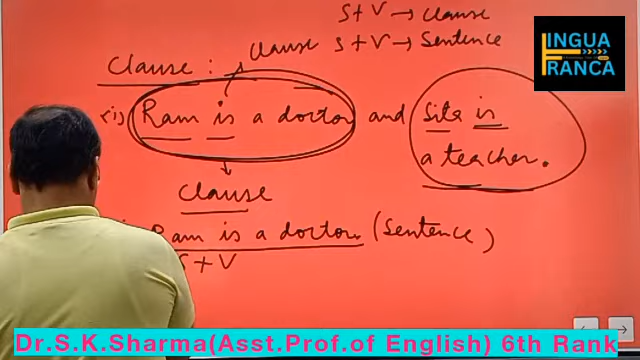 S+V → Clause
Clause S+V → Sentence
Clause :
Ram is a doctor and Sita is
a teacher.
Clause
Ram is a doctor. (Sentence)
S+V
LINGUA
FRANCA
Dr.S.K.Sharma(Asst.Prof.of English) 6th Rank